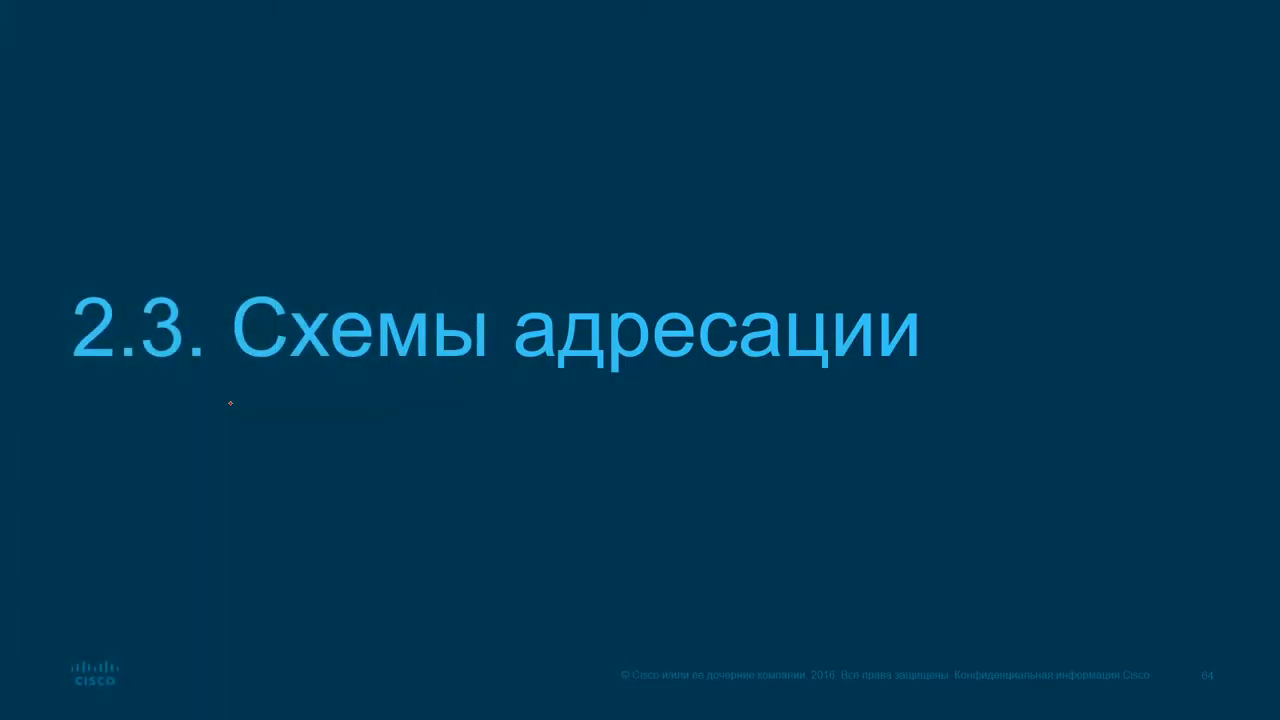 2.3. Схемы адресации
CISCO
© Cisco и/или ее дочерние компании, 2016. Все права защищены. Конфиденциальная информация Cisco
64